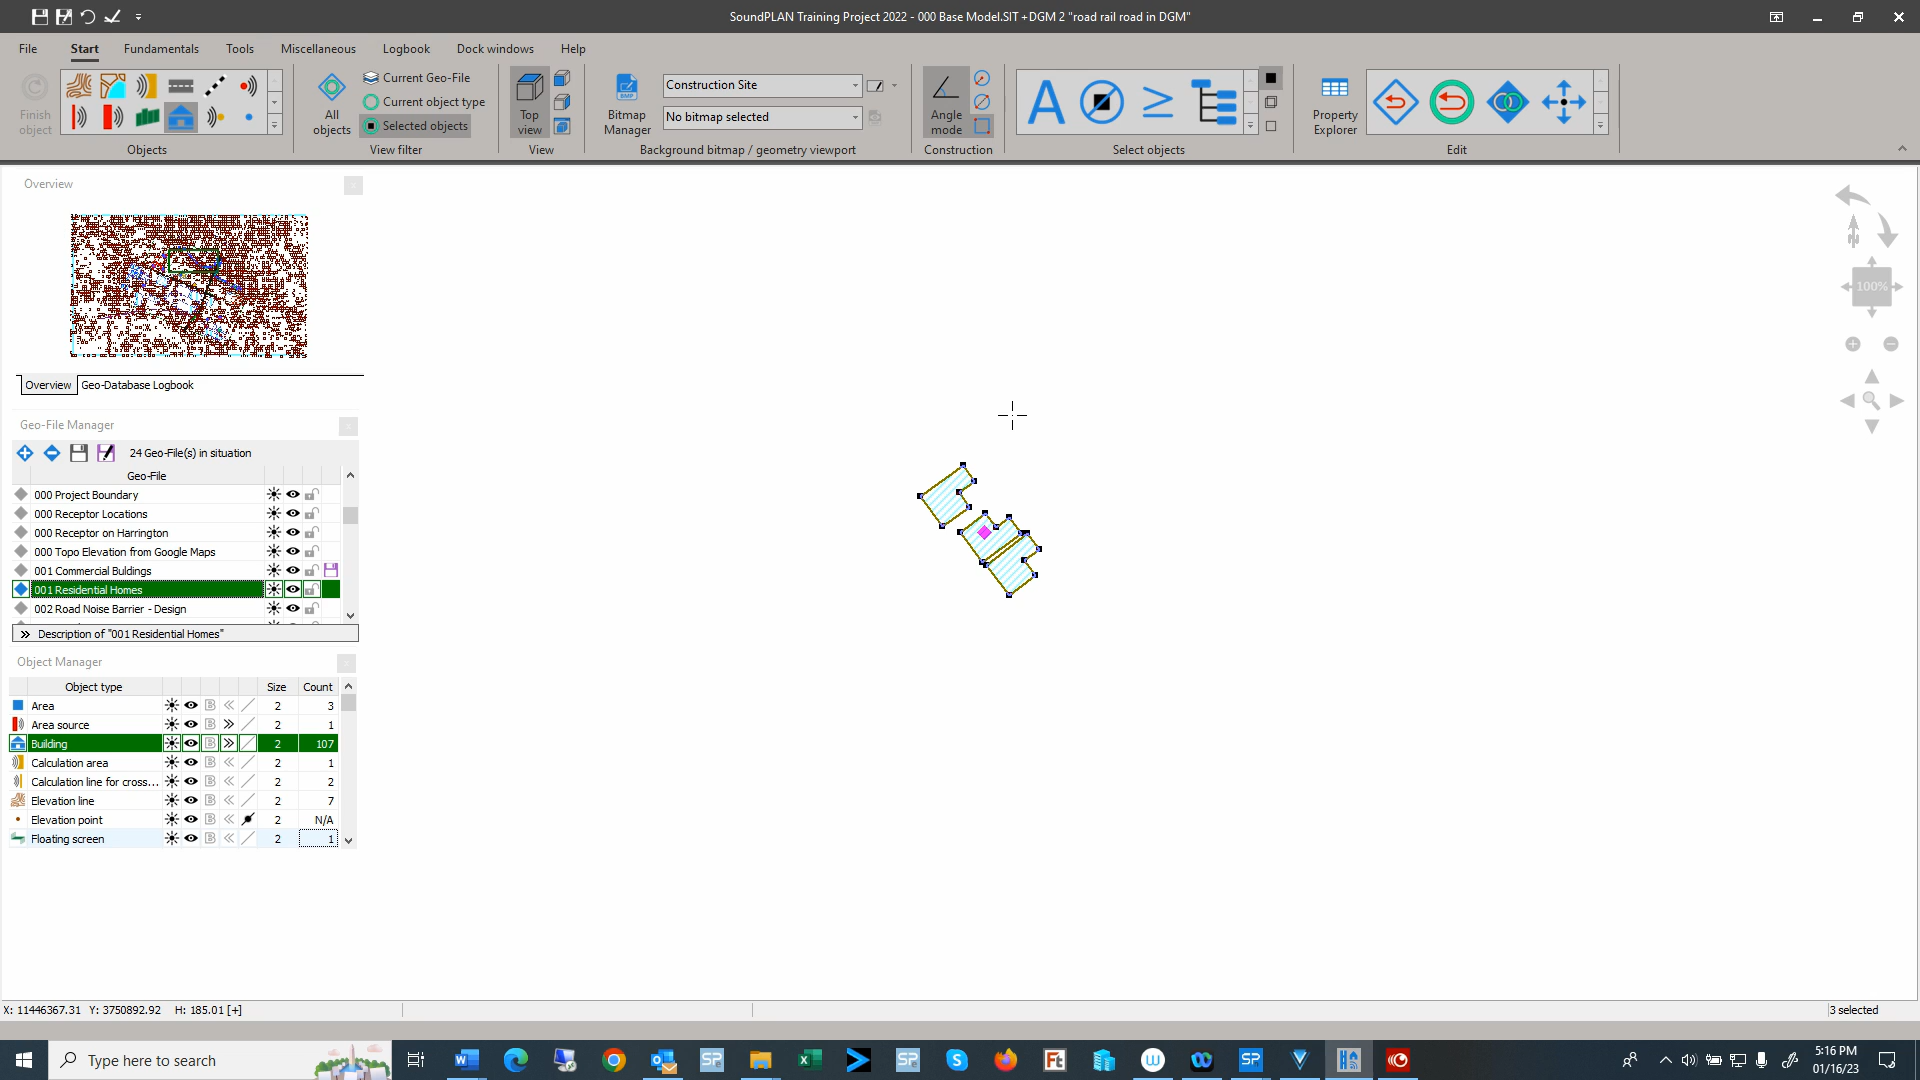 SoundPLAN Training Project 2022 - 000 Base Model.SIT +DGM 2 "road rail road in DGM"
File Start Fundamentals Tools Miscellaneous Logbook Dock windows Help
Finish object
Objects
All objects
Current Geo-File
Current object type
Selected objects
View filter
Top view
View
BMP
Bitmap Manager
Construction Site
No bitmap selected
Background bitmap / geometry viewport
Angle mode
Construction
Select objects
Property Explorer
Edit
Overview
N
100%
Overview Geo-Database Logbook
Geo-File Manager
24 Geo-File(s) in situation
Geo-File
000 Project Boundary
000 Receptor Locations
000 Receptor on Harrington
000 Topo Elevation from Google Maps
001 Commercial Buldings
001 Residential Homes
002 Road Noise Barrier - Design
Description of "001 Residential Homes"
Object Manager
Object type Size Count
Area B 2 3
Area source B 2 1
Building B 2 107
Calculation area B 2 1
Calculation line for cross... B 2 2
Elevation line B 2 7
Elevation point B 2 N/A
Floating screen B 2 1
X: 11446367.31 Y: 3750892.92 H: 185.01 [+]
3 selected
Type here to search
5:16 PM
01/16/23